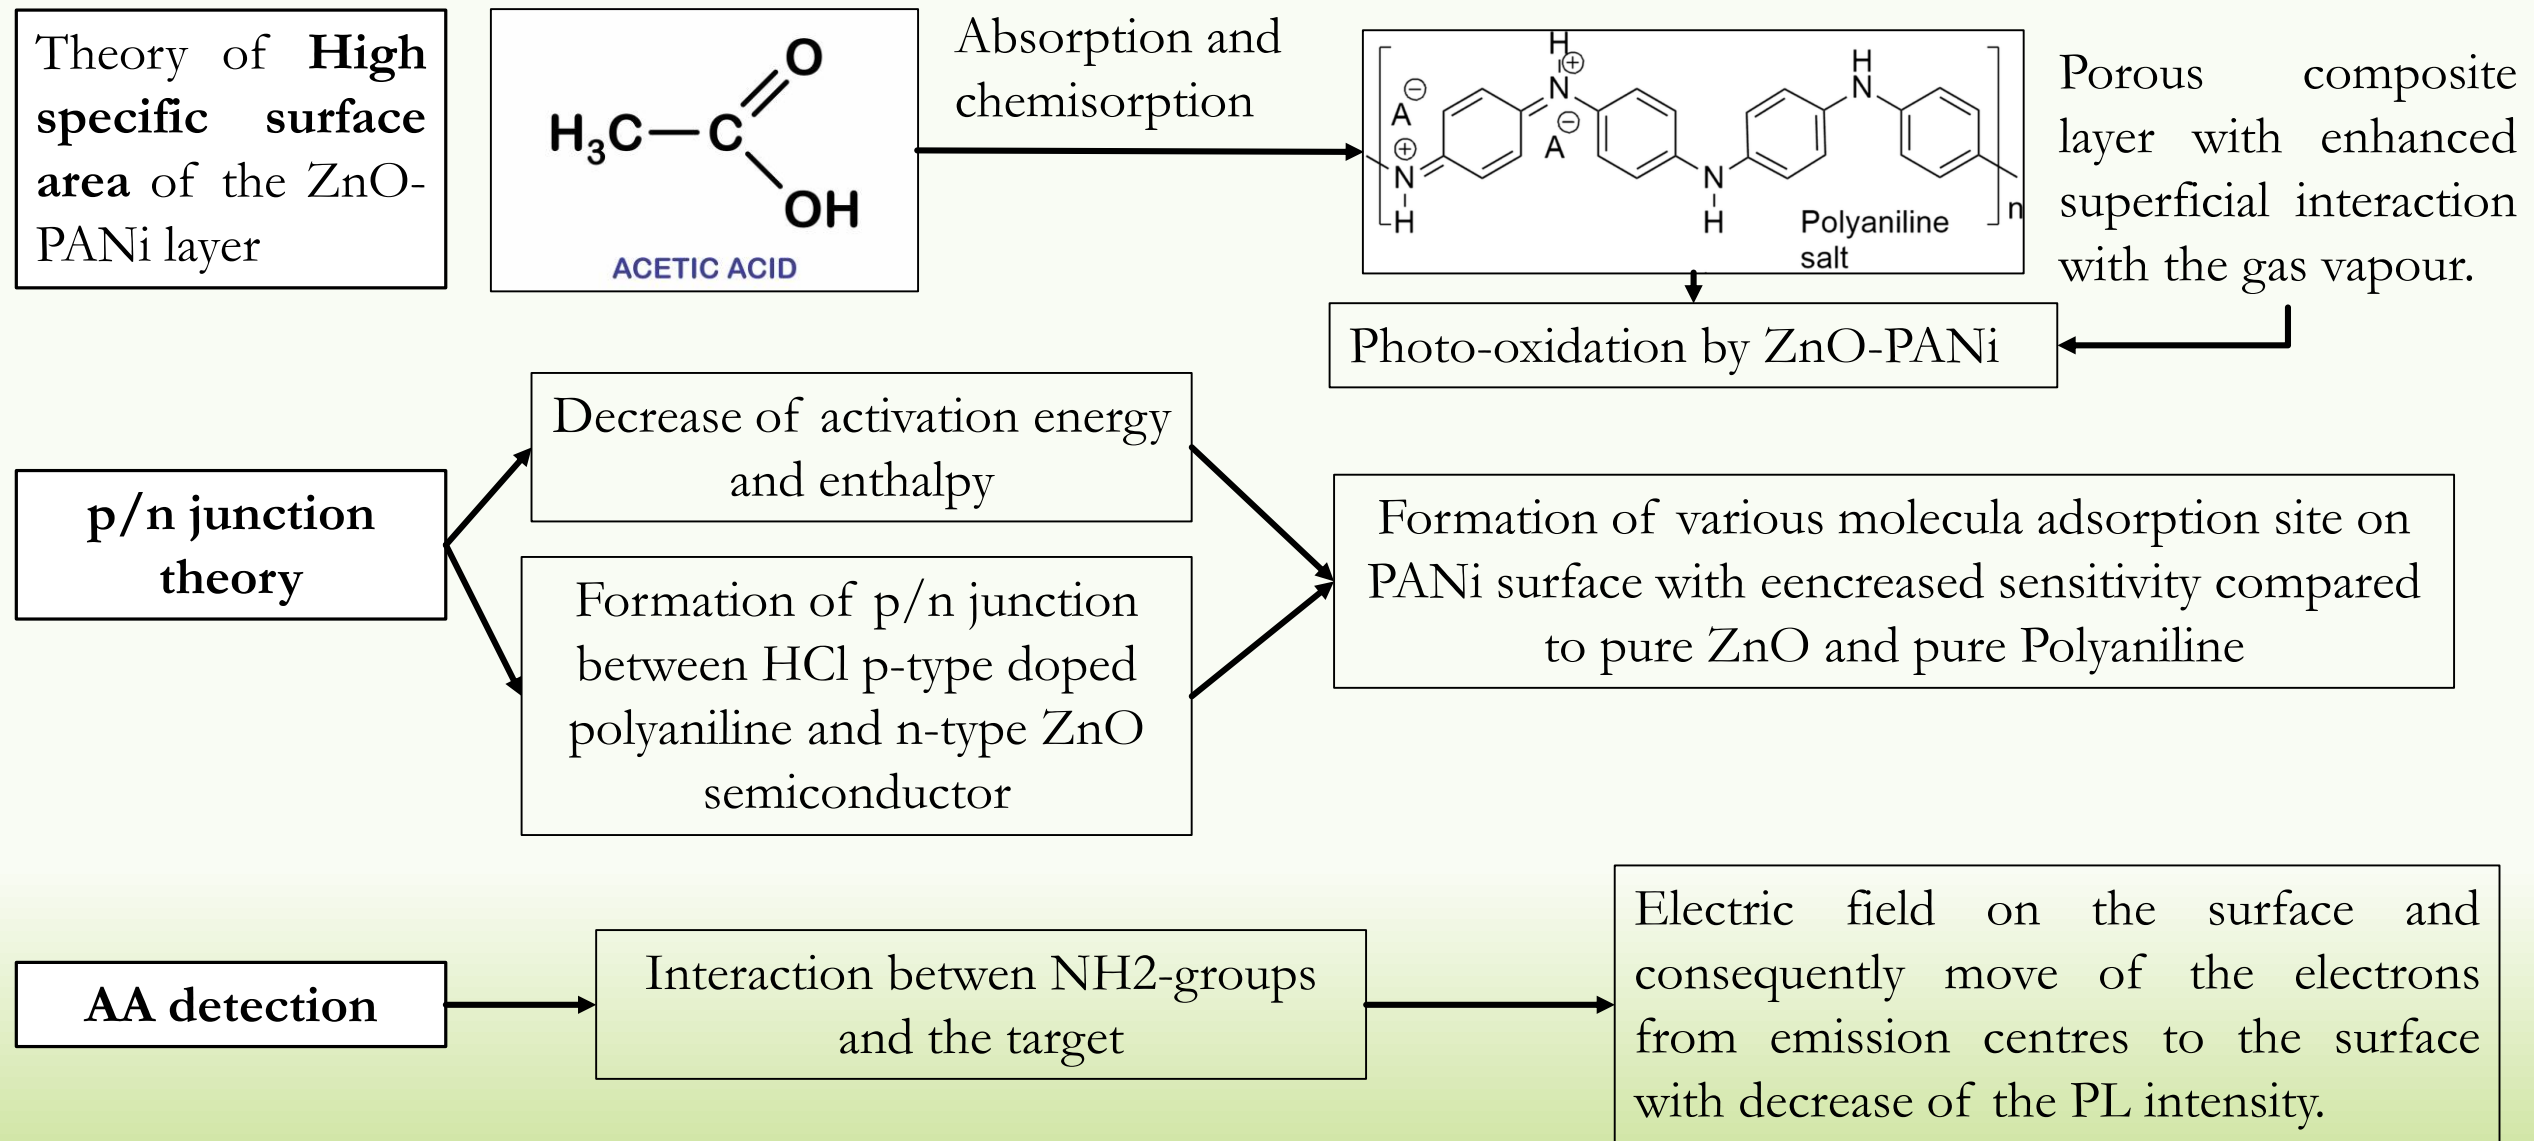 Theory of High
specific surface
area of the ZnO-
PANi layer
H3C
C
O
OH
ACETIC ACID
Absorption and
chemisorption
H
⊕
N
A⊖
A⊖
⊕
N
H
N
H
H
N
n
Polyaniline
salt
Porous composite
layer with enhanced
superficial interaction
with the gas vapour.
Photo-oxidation by ZnO-PANi
p/n junction
theory
Decrease of activation energy
and enthalpy
Formation of p/n junction
between HCl p-type doped
polyaniline and n-type ZnO
semiconductor
Formation of various molecula adsorption site on
PANi surface with eencreased sensitivity compared
to pure ZnO and pure Polyaniline
AA detection
Interaction betwen NH2-groups
and the target
Electric field on the surface and
consequently move of the electrons
from emission centres to the surface
with decrease of the PL intensity.